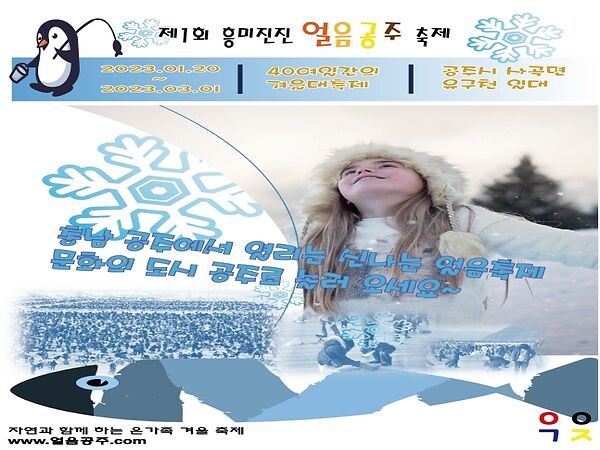 제1회 흥미진진 얼음공주 축제
2023.01.20
~
2023.03.01
40여일간의
겨울대축제
공주시 사곡면
유구천 일대
충남 공주에서 열리는 신나는 얼음축제
문화의 도시 공주로 놀러 오세요~
자연과 함께 하는 온가족 겨울 축제
www.얼음공주.com